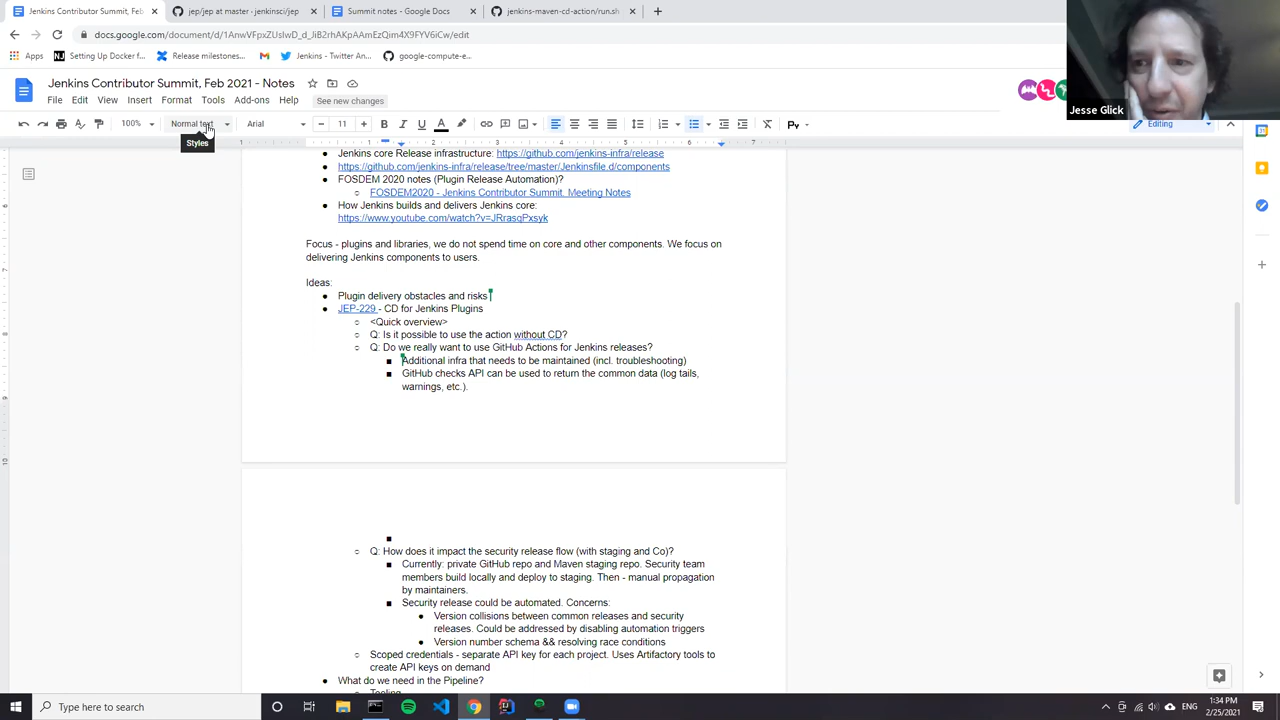 Jenkins Contributor Summit, Feb
jep/jep at master · jenkinsci/jep
Summit notes - Google Docs
jenkins-maven-cd-action/run.sh
docs.google.com/document/d/1AnwVFpxZUslwD_d_JiB2rhAKpAAmEzQim4X9FYV6iCw/edit
Apps
Setting Up Docker f...
Release milestones...
Jenkins - Twitter An...
google-compute-e...
Jenkins Contributor Summit, Feb 2021 - Notes
File Edit View Insert Format Tools Add-ons Help See new changes
Jesse Glick
100% Normal text Arial 11 Editing
Styles
Jenkins core Release infrastructure: https://github.com/jenkins-infra/release
https://github.com/jenkins-infra/release/tree/master/Jenkinsfile.d/components
FOSDEM 2020 notes (Plugin Release Automation)?
FOSDEM2020 - Jenkins Contributor Summit. Meeting Notes
How Jenkins builds and delivers Jenkins core:
https://www.youtube.com/watch?v=JRrasqPxsyk
Focus - plugins and libraries, we do not spend time on core and other components. We focus on
delivering Jenkins components to users.
Ideas:
Plugin delivery obstacles and risks
JEP-229 - CD for Jenkins Plugins
<Quick overview>
Q: Is it possible to use the action without CD?
Q: Do we really want to use GitHub Actions for Jenkins releases?
Additional infra that needs to be maintained (incl. troubleshooting)
GitHub checks API can be used to return the common data (log tails,
warnings, etc.).
Q: How does it impact the security release flow (with staging and Co)?
Currently: private GitHub repo and Maven staging repo. Security team
members build locally and deploy to staging. Then - manual propagation
by maintainers.
Security release could be automated. Concerns:
Version collisions between common releases and security
releases. Could be addressed by disabling automation triggers
Version number schema && resolving race conditions
Scoped credentials - separate API key for each project. Uses Artifactory tools to
create API keys on demand
What do we need in the Pipeline?
Tooling
Type here to search
ENG
1:34 PM
2/25/2021